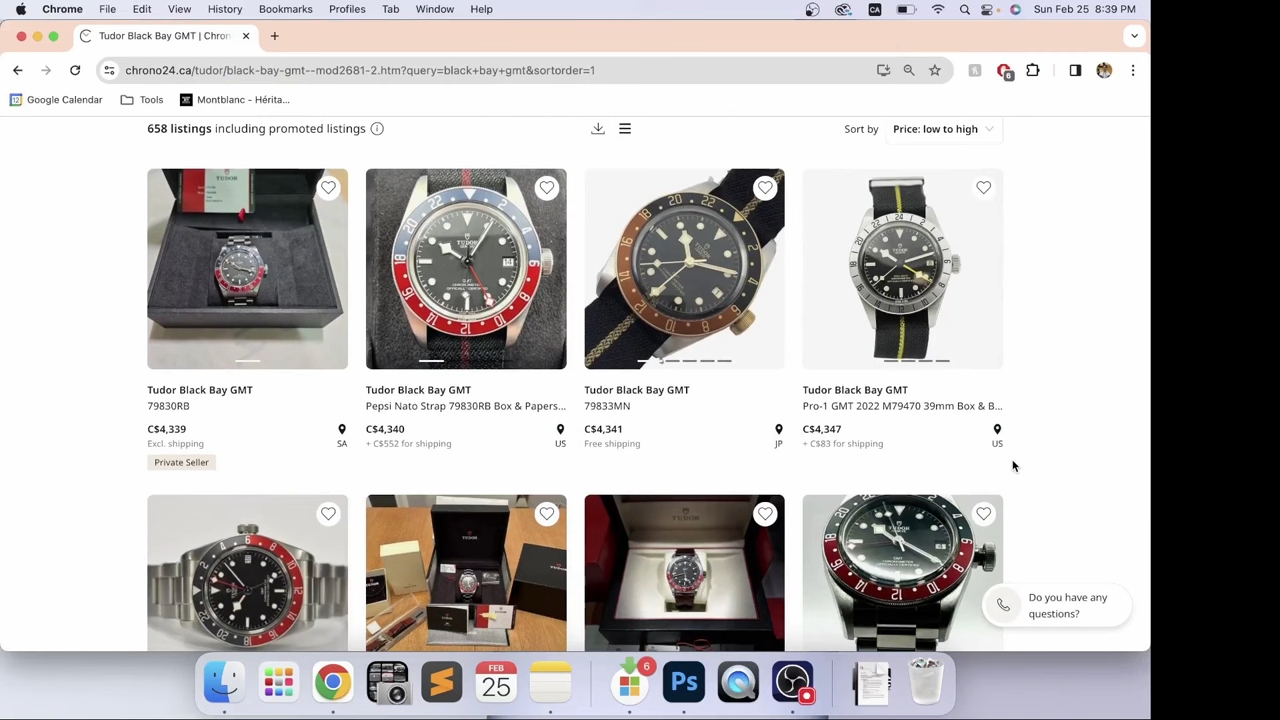 Chrome File Edit View History Bookmarks Profiles Tab Window Help
CA Sun Feb 25 8:39 PM
Tudor Black Bay GMT | Chron
chrono24.ca/tudor/black-bay-gmt--mod2681-2.htm?query=black+bay+gmt&sortorder=1
6
Google Calendar Tools Montblanc - Hérita...
658 listings including promoted listings
Sort by Price: low to high
Tudor Black Bay GMT
79830RB
C$4,339
Excl. shipping SA
Private Seller
Tudor Black Bay GMT
Pepsi Nato Strap 79830RB Box & Papers...
C$4,340
+ C$552 for shipping US
Tudor Black Bay GMT
79833MN
C$4,341
Free shipping JP
Tudor Black Bay GMT
Pro-1 GMT 2022 M79470 39mm Box & B...
C$4,347
+ C$83 for shipping US
Do you have any
questions?
FEB
25
6
Ps